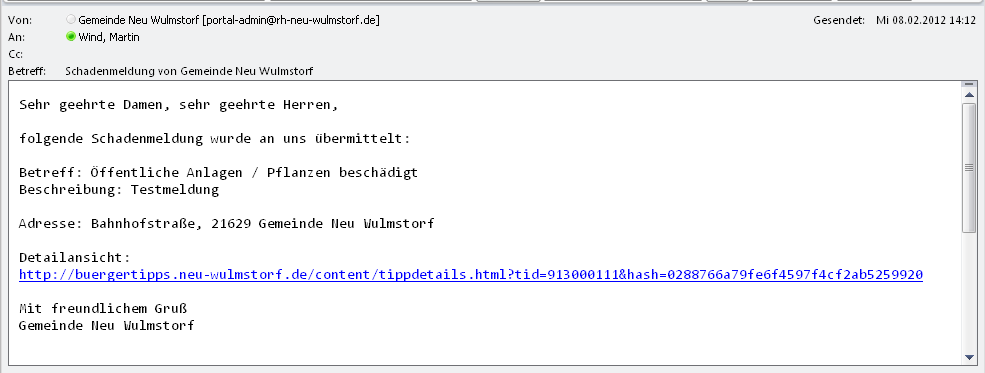 Von: Gemeinde Neu Wulmstorf [portal-admin@rh-neu-wulmstorf.de] Gesendet: Mi 08.02.2012 14:12
An: Wind, Martin
Cc:
Betreff: Schadenmeldung von Gemeinde Neu Wulmstorf
Sehr geehrte Damen, sehr geehrte Herren,
folgende Schadenmeldung wurde an uns übermittelt:
Betreff: Öffentliche Anlagen / Pflanzen beschädigt
Beschreibung: Testmeldung
Adresse: Bahnhofstraße, 21629 Gemeinde Neu Wulmstorf
Detailansicht:
http://buergertipps.neu-wulmstorf.de/content/tippdetails.html?tid=913000111&hash=0288766a79fe6f4597f4cf2ab5259920
Mit freundlichem Gruß
Gemeinde Neu Wulmstorf